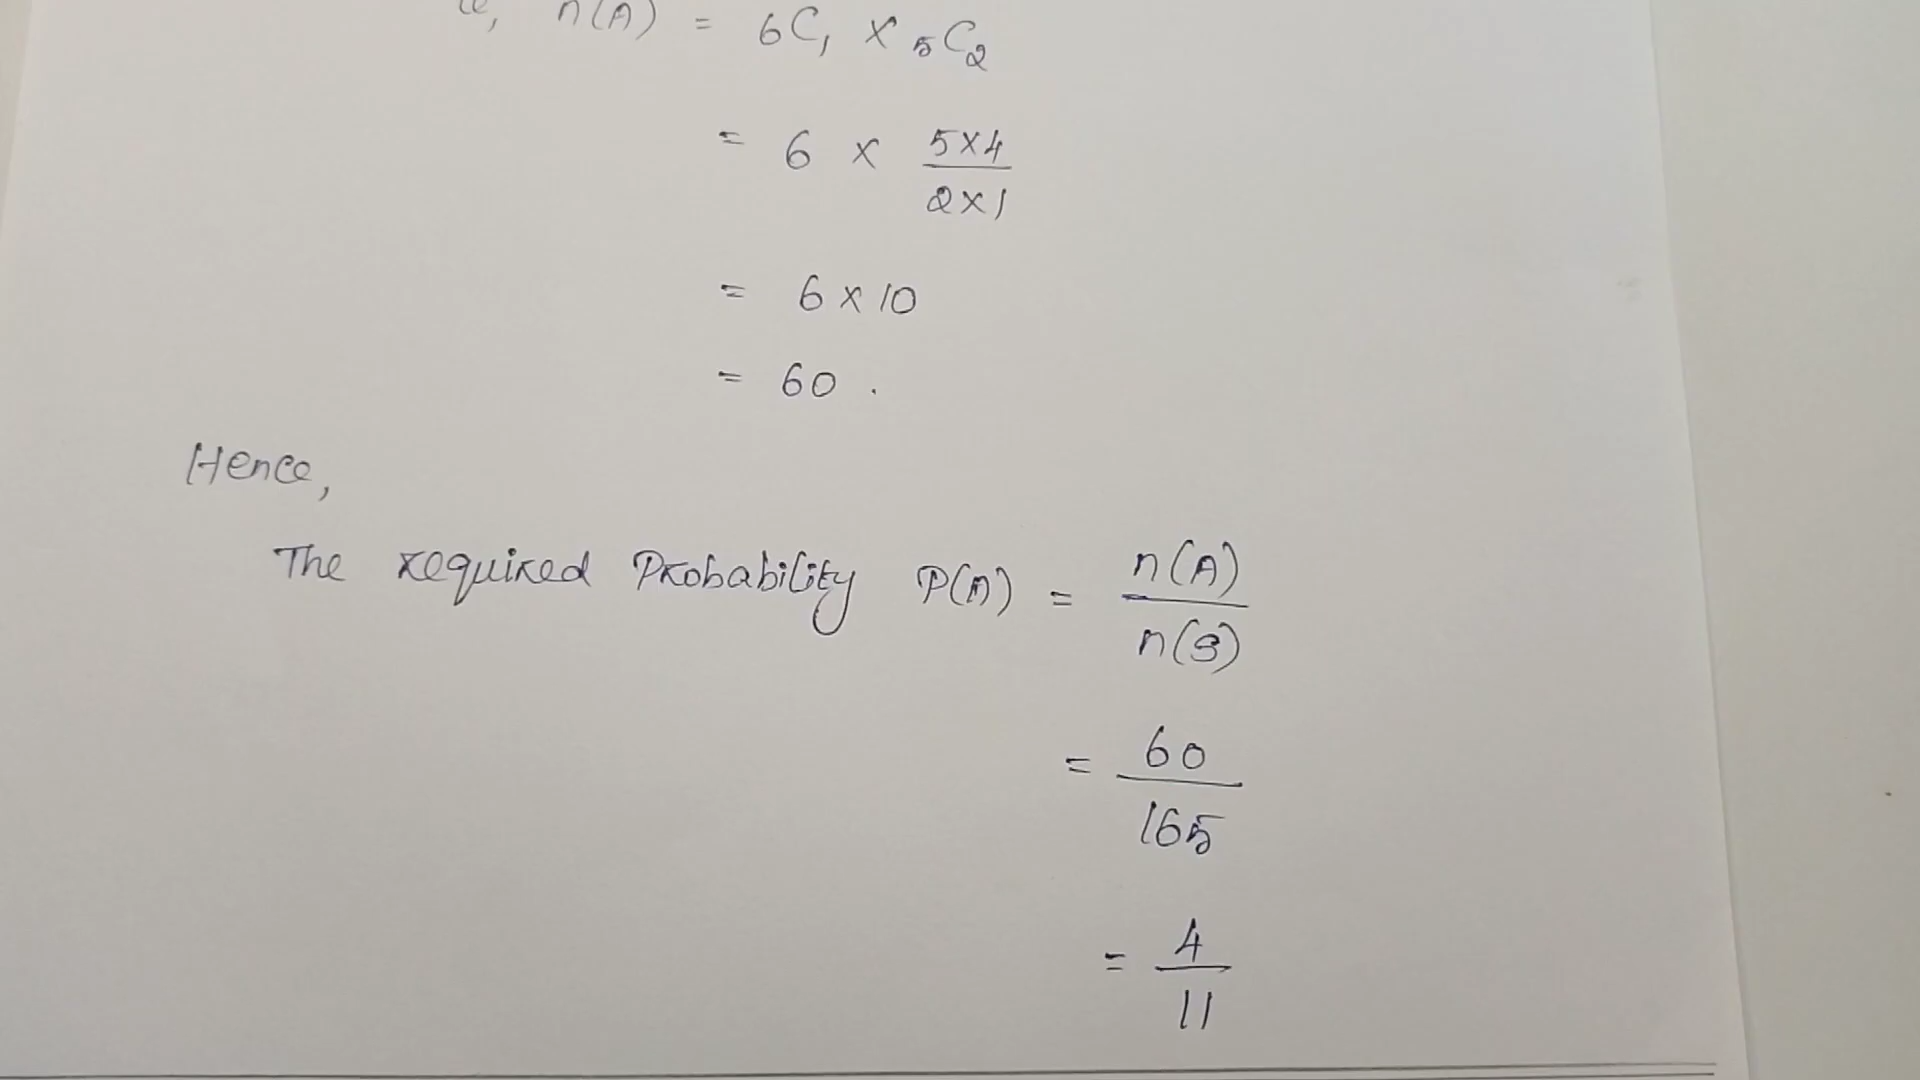 n(A) = 6C1 × 5C2
= 6 × 5×4
2×1
= 6 × 10
= 60 .
Hence,
The required Probability P(A) = n(A)
n(S)
= 60
165
= 4
11